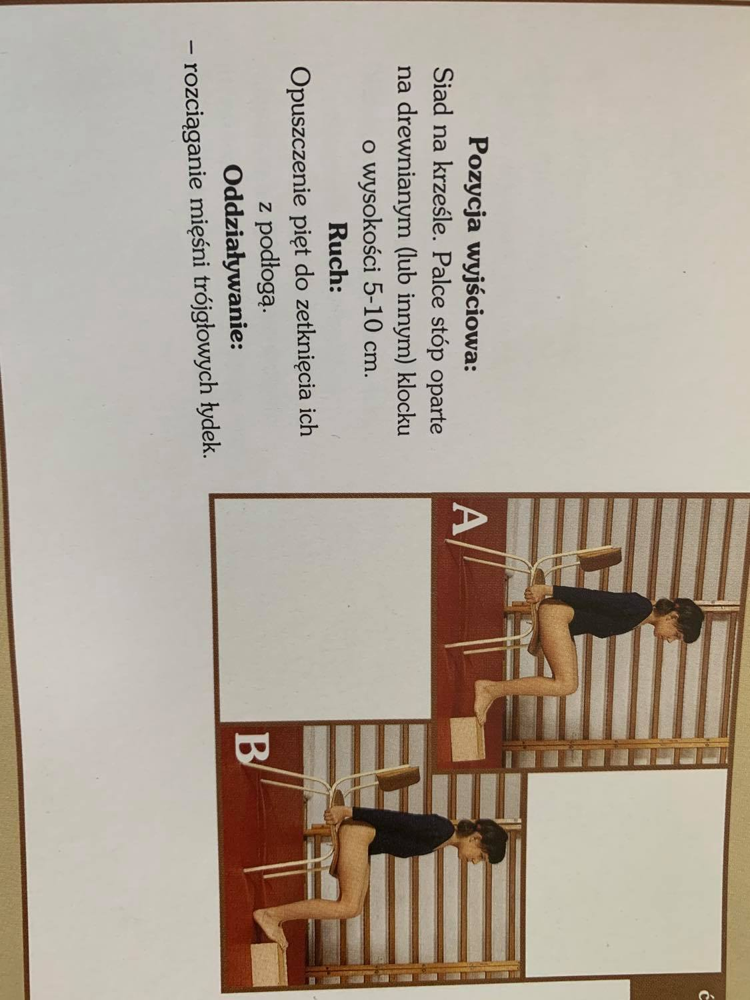 Pozycja wyjściowa:
Siad na krześle. Palce stóp oparte
na drewnianym (lub innym) klocku
o wysokości 5-10 cm.
Ruch:
Opuszczenie pięt do zetknięcia ich
z podłogą.
Oddziaływanie:
– rozciąganie mięśni trójgłowych łydek.
A
B